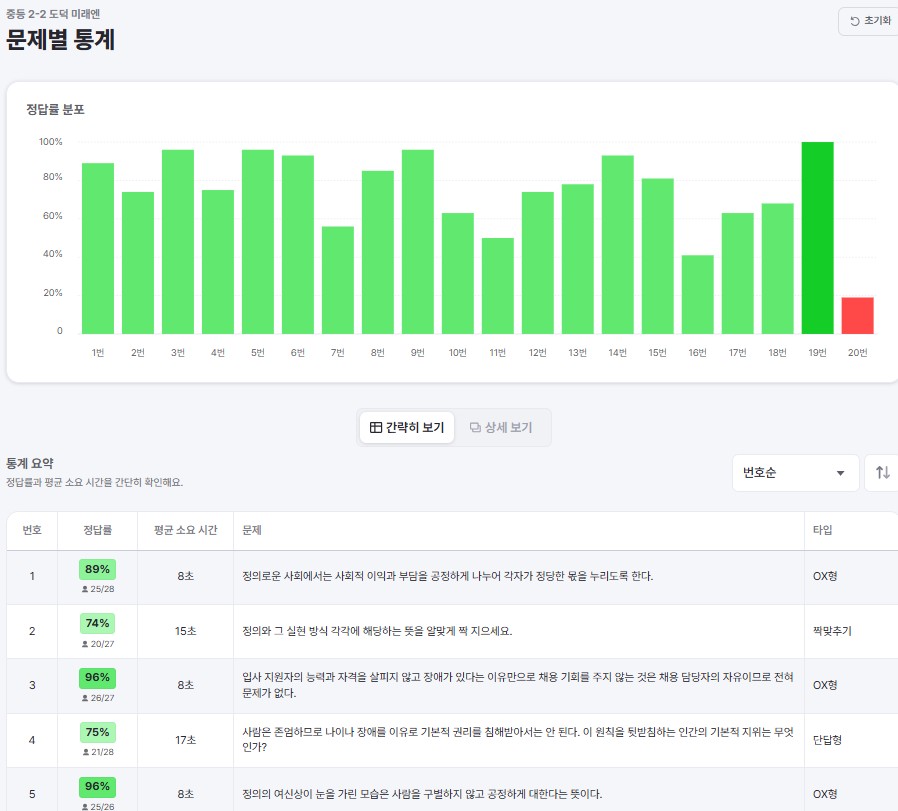 중등 2-2 도덕 미래엔
문제별 통계
초기화
정답률 분포
100%
80%
60%
40%
20%
0
1번 2번 3번 4번 5번 6번 7번 8번 9번 10번 11번 12번 13번 14번 15번 16번 17번 18번 19번 20번
간략히 보기 상세 보기
통계 요약
정답률과 평균 소요 시간을 간단히 확인해요.
번호순
번호 정답률 평균 소요 시간 문제 타입
1 89% 25/28 8초 정의로운 사회에서는 사회적 이익과 부담을 공정하게 나누어 각자가 정당한 몫을 누리도록 한다. OX형
2 74% 20/27 15초 정의와 그 실현 방식 각각에 해당하는 뜻을 알맞게 짝 지으세요. 짝맞추기
3 96% 26/27 8초 입사 지원자의 능력과 자격을 살피지 않고 장애가 있다는 이유만으로 채용 기회를 주지 않는 것은 채용 담당자의 자유이므로 전혀
문제가 없다. OX형
4 75% 21/28 17초 사람은 존엄하므로 나이나 장애를 이유로 기본적 권리를 침해받아서는 안 된다. 이 원칙을 뒷받침하는 인간의 기본적 지위는 무엇
인가? 단답형
5 96% 25/26 8초 정의의 여신상이 눈을 가린 모습은 사람을 구별하지 않고 공정하게 대한다는 뜻이다. OX형